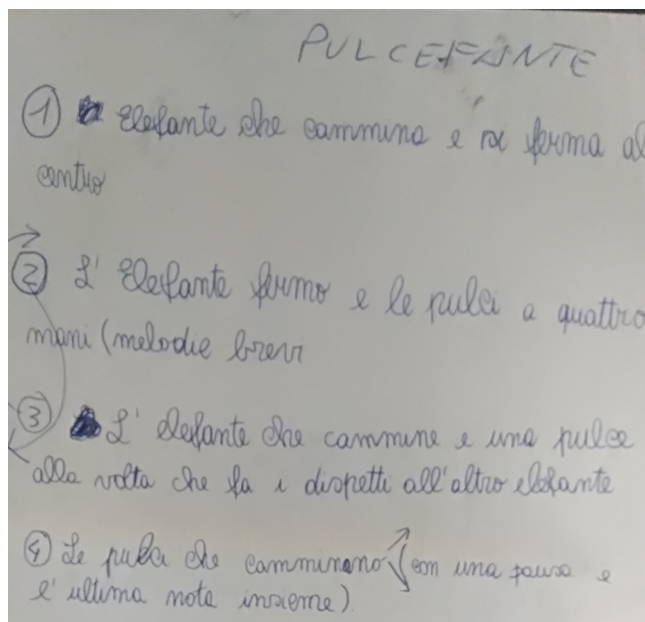 PULCEFANTE
① Elefante che cammina e si ferma al
centro
② L' Elefante fermo e le pulci a quattro
mani (melodie brevi
③ L' elefante che cammine e una pulce
alla volta che fa i dispetti all'altro elefante
④ Le pulci che camminano (con una pausa e
l'ultima nota insieme)